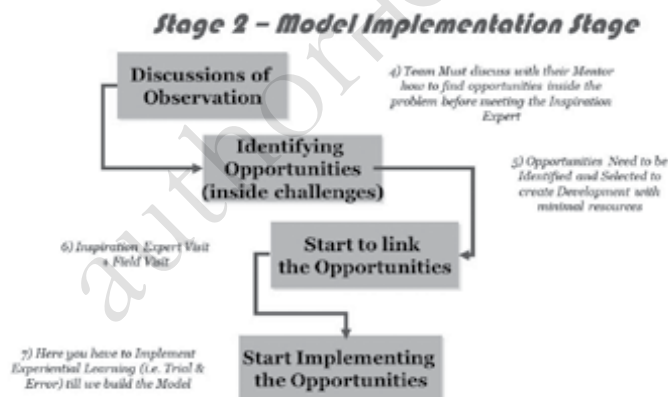 Stage 2 – Model Implementation Stage
Discussions of
Observation
4) Team Must discuss with their Mentor
how to find opportunities inside the
problem before meeting the Inspiration
Expert
Identifying
Opportunities
(inside challenges)
5) Opportunities Need to be
Identified and Selected to
create Development with
minimal resources
6) Inspiration Expert Visit
+ Field Visit
Start to link
the Opportunities
7) Here you have to Implement
Experiential Learning (i.e. Trial &
Error) till we build the Model
Start Implementing
the Opportunities